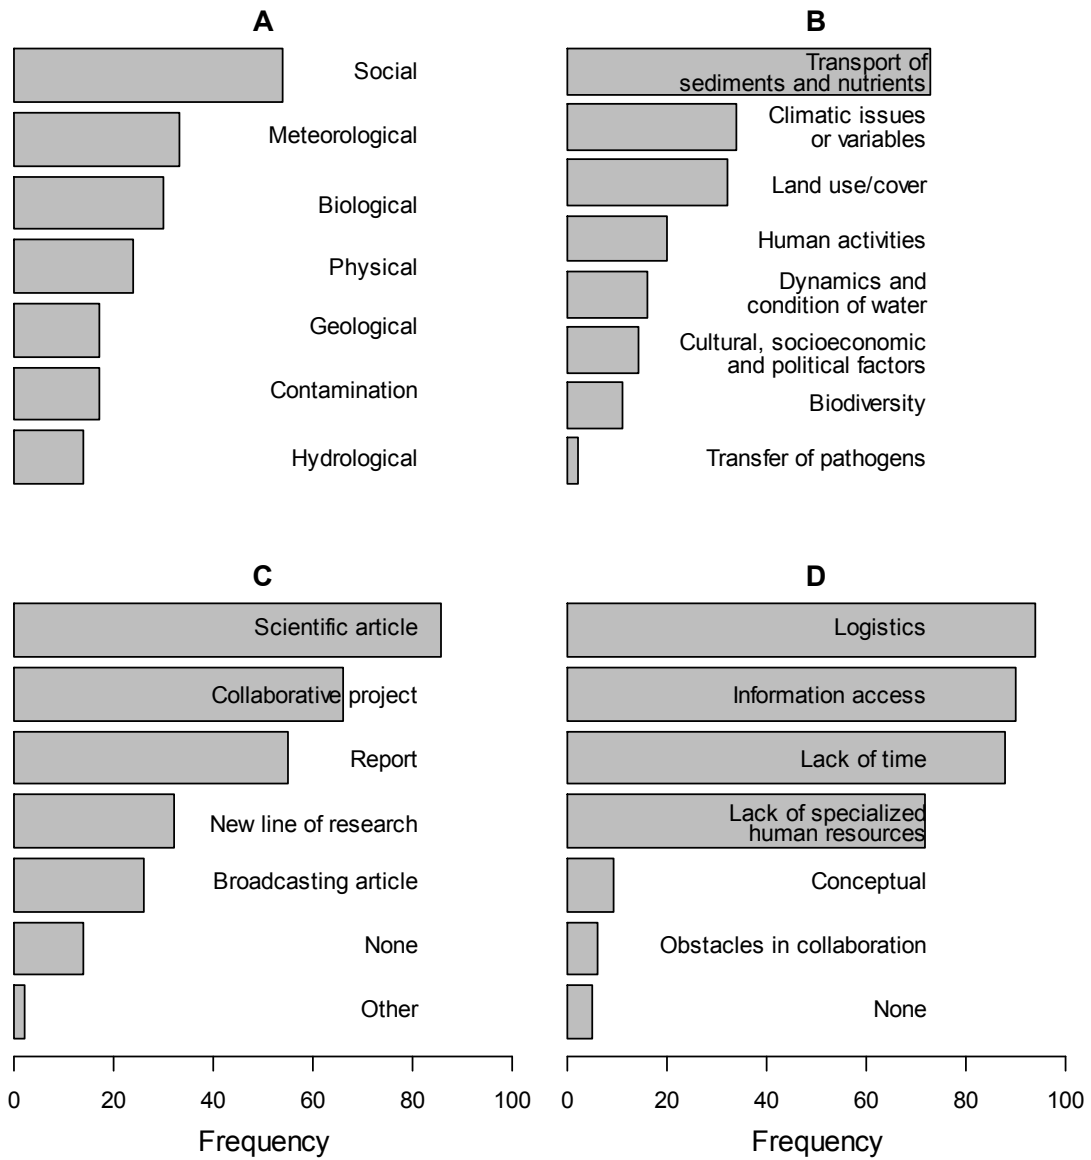 A
Social
Meteorological
Biological
Physical
Geological
Contamination
Hydrological
B
Transport of
sediments and nutrients
Climatic issues
or variables
Land use/cover
Human activities
Dynamics and
condition of water
Cultural, socioeconomic
and political factors
Biodiversity
Transfer of pathogens
C
Scientific article
Collaborative project
Report
New line of research
Broadcasting article
None
Other
0 20 40 60 80 100
Frequency
D
Logistics
Information access
Lack of time
Lack of specialized
human resources
Conceptual
Obstacles in collaboration
None
0 20 40 60 80 100
Frequency